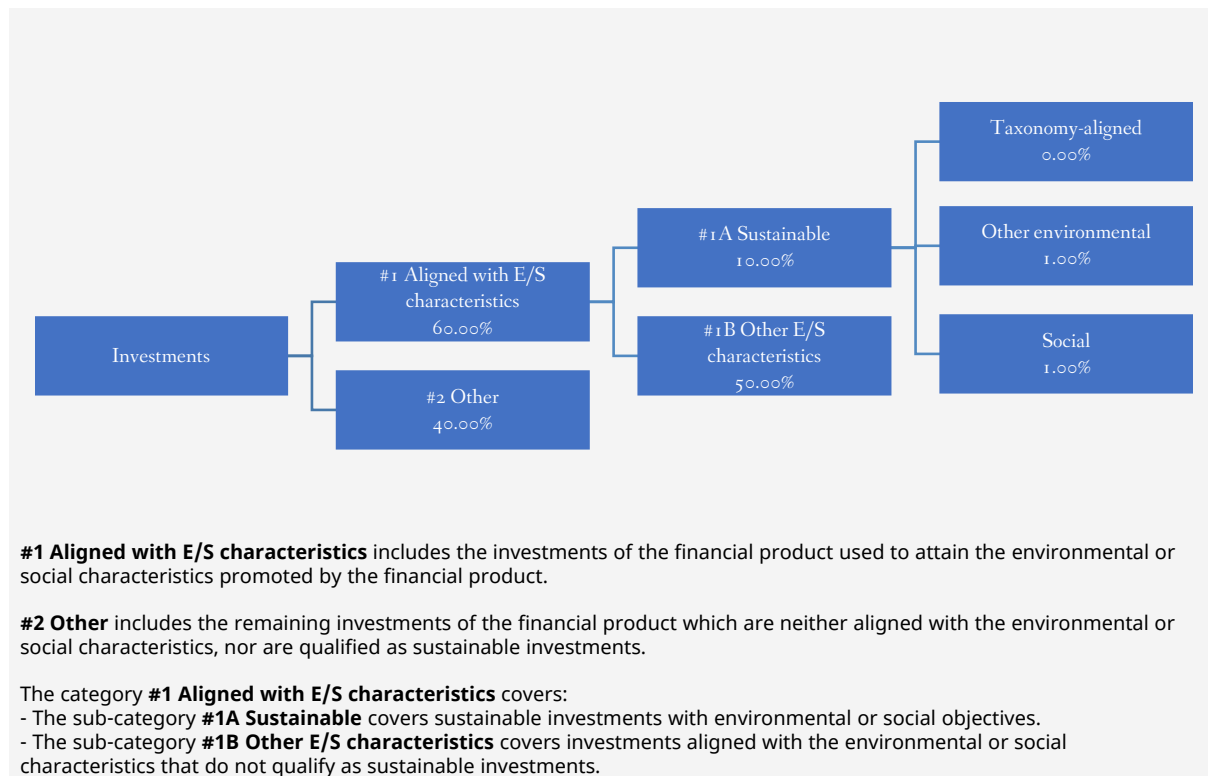 Investments
#1 Aligned with E/S
characteristics
60.00%
#2 Other
40.00%
#1A Sustainable
10.00%
#1B Other E/S
characteristics
50.00%
Taxonomy-aligned
0.00%
Other environmental
1.00%
Social
1.00%
#1 Aligned with E/S characteristics includes the investments of the financial product used to attain the environmental or
social characteristics promoted by the financial product.
#2 Other includes the remaining investments of the financial product which are neither aligned with the environmental or
social characteristics, nor are qualified as sustainable investments.
The category #1 Aligned with E/S characteristics covers:
- The sub-category #1A Sustainable covers sustainable investments with environmental or social objectives.
- The sub-category #1B Other E/S characteristics covers investments aligned with the environmental or social
characteristics that do not qualify as sustainable investments.